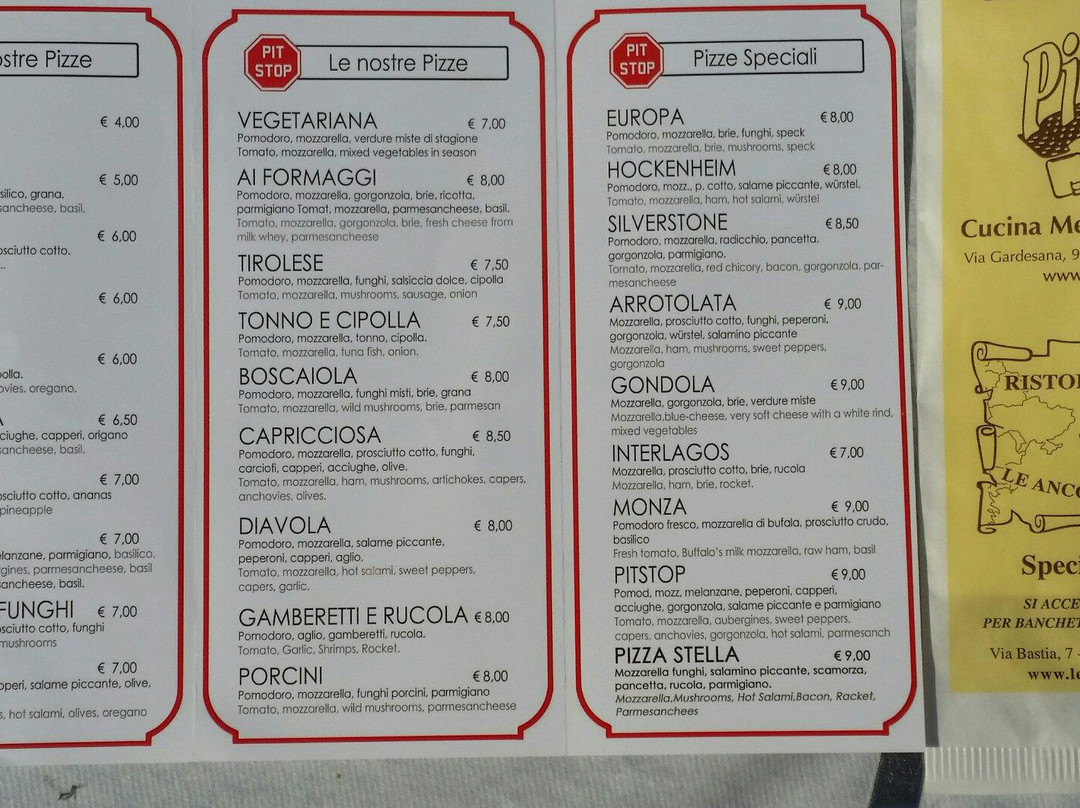 ostre Pizze
€ 4,00
€ 5,00
silico, grana.
sancheese, basil.
€ 6,00
osciutto cotto.
...
€ 6,00
€ 6,00
polla.
ovies, oregano.
A € 6,50
ciughe, capperi, origano
sancheese, basil.
€ 7,00
osciutto cotto, ananas
pineapple
€ 7,00
elanzane, parmigiano, basilico.
rgines, parmesancheese, basil
sancheese, basil.
FUNGHI € 7,00
osciutto cotto, funghi
mushrooms
€ 7,00
pperi, salame piccante, olive,
s, hot salami, olives, oregano
PIT
STOP
Le nostre Pizze
VEGETARIANA € 7,00
Pomodoro, mozzarella, verdure miste di stagione
Tomato, mozzarella, mixed vegetables in season
AI FORMAGGI € 8,00
Pomodoro, mozzarella, gorgonzola, brie, ricotta,
parmigiano Tomat, mozzarella, parmesancheese, basil.
Tomato, mozzarella, gorgonzola, brie, fresh cheese from
milk whey, parmesancheese
TIROLESE € 7,50
Pomodoro, mozzarella, funghi, salsiccia dolce, cipolla
Tomato, mozzarella, mushrooms, sausage, onion
TONNO E CIPOLLA € 7,50
Pomodoro, mozzarella, tonno, cipolla.
Tomato, mozzarella, tuna fish, onion.
BOSCAIOLA € 8,00
Pomodoro, mozzarella, funghi misti, brie, grana
Tomato, mozzarella, wild mushrooms, brie, parmesan
CAPRICCIOSA € 8,50
Pomodoro, mozzarella, prosciutto cotto, funghi,
carciofi, capperi, acciughe, olive.
Tomato, mozzarella, ham, mushrooms, artichokes, capers,
anchovies, olives.
DIAVOLA € 8,00
Pomodoro, mozzarella, salame piccante,
peperoni, capperi, aglio.
Tomato, mozzarella, hot salami, sweet peppers,
capers, garlic.
GAMBERETTI E RUCOLA € 8,00
Pomodoro, aglio, gamberetti, rucola.
Tomato, Garlic, Shrimps, Rocket.
PORCINI € 8,00
Pomodoro, mozzarella, funghi porcini, parmigiano
Tomato, mozzarella, wild mushrooms, parmesancheese
PIT
STOP
Pizze Speciali
EUROPA € 8,00
Pomodoro, mozzarella, brie, funghi, speck
Tomato, mozzarella, brie, mushrooms, speck
HOCKENHEIM € 8,00
Pomodoro, mozz., p. cotto, salame piccante, würstel.
Tomato, mozzarella, ham, hot salami, würstel
SILVERSTONE € 8,50
Pomodoro, mozzarella, radicchio, pancetta.
gorgonzola, parmigiano.
Tomato, mozzarella, red chicory, bacon, gorgonzola, par-
mesancheese
ARROTOLATA € 9,00
Mozzarella, prosciutto cotto, funghi, peperoni,
gorgonzola, würstel, salamino piccante
Mozzarella, ham, mushrooms, sweet peppers,
gorgonzola
GONDOLA € 9,00
Mozzarella, gorgonzola, brie, verdure miste
Mozzarella,blue-cheese, very soft cheese with a white rind,
mixed vegetables
INTERLAGOS € 7,00
Mozzarella, prosciutto cotto, brie, rucola
Mozzarella, ham, brie, rocket.
MONZA € 9,00
Pomodoro fresco, mozzarella di bufala, prosciutto crudo,
basilico
Fresh tomato, Buffalo's milk mozzarella, raw ham, basil
PITSTOP € 9,00
Pomod, mozz, melanzane, peperoni, capperi,
acciughe, gorgonzola, salame piccante e parmigiano
Tomato, mozzarella, aubergines, sweet peppers,
capers, anchovies, gorgonzola, hot salami, parmesanch
PIZZA STELLA € 9,00
Mozzarella funghi, salamino piccante, scamorza,
pancetta, rucola, parmigiano.
Mozzarella,Mushrooms, Hot Salami,Bacon, Racket,
Parmesanchees
Pi
Cucina Me
Via Gardesana, 9
www
RISTO
LE ANCO
Speci
SI ACCE
PER BANCHET
Via Bastia, 7 -
www.le